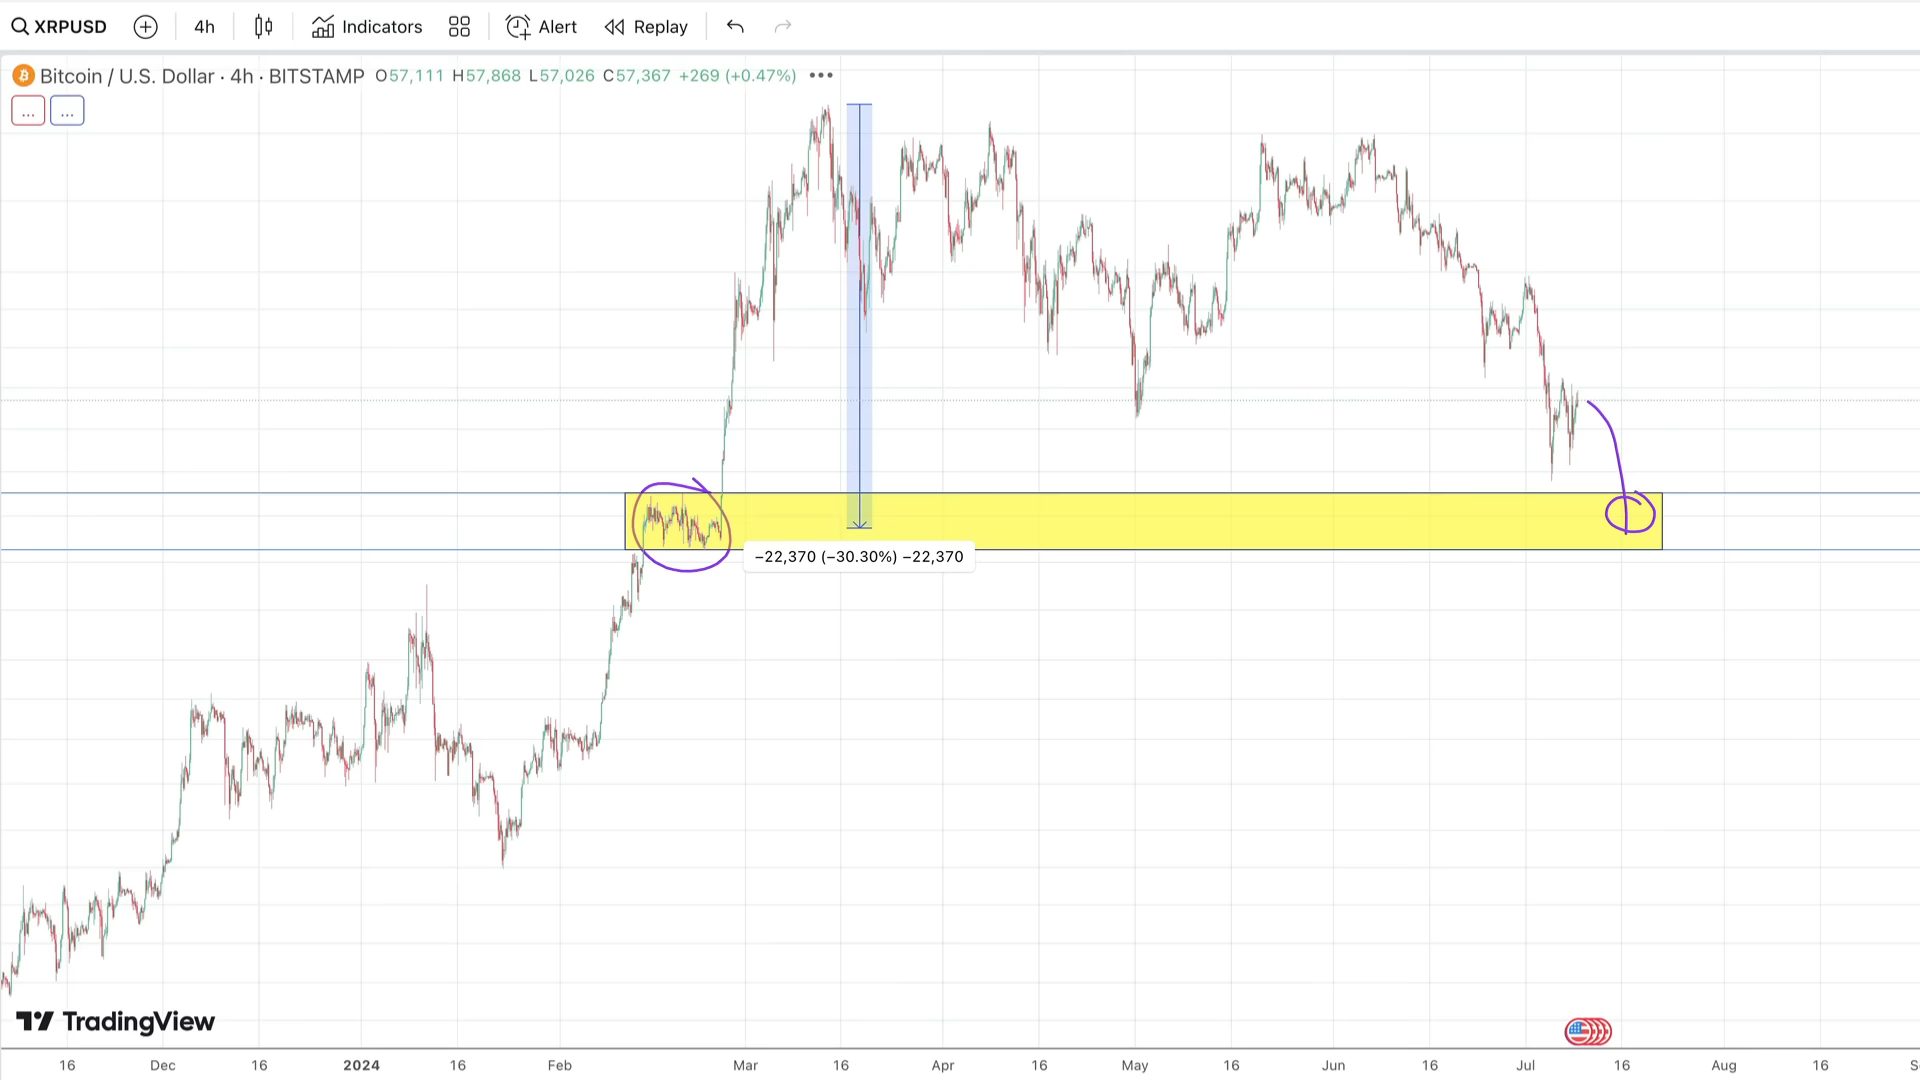 XRPUSD 4h Indicators Alert Replay
Bitcoin / U.S. Dollar · 4h · BITSTAMP O57,111 H57,868 L57,026 C57,367 +269 (+0.47%) •••
... ...
−22,370 (−30.30%) −22,370
TradingView
16 Dec 16 2024 16 Feb Mar 16 Apr 16 May 16 Jun 16 Jul 16 Aug 16